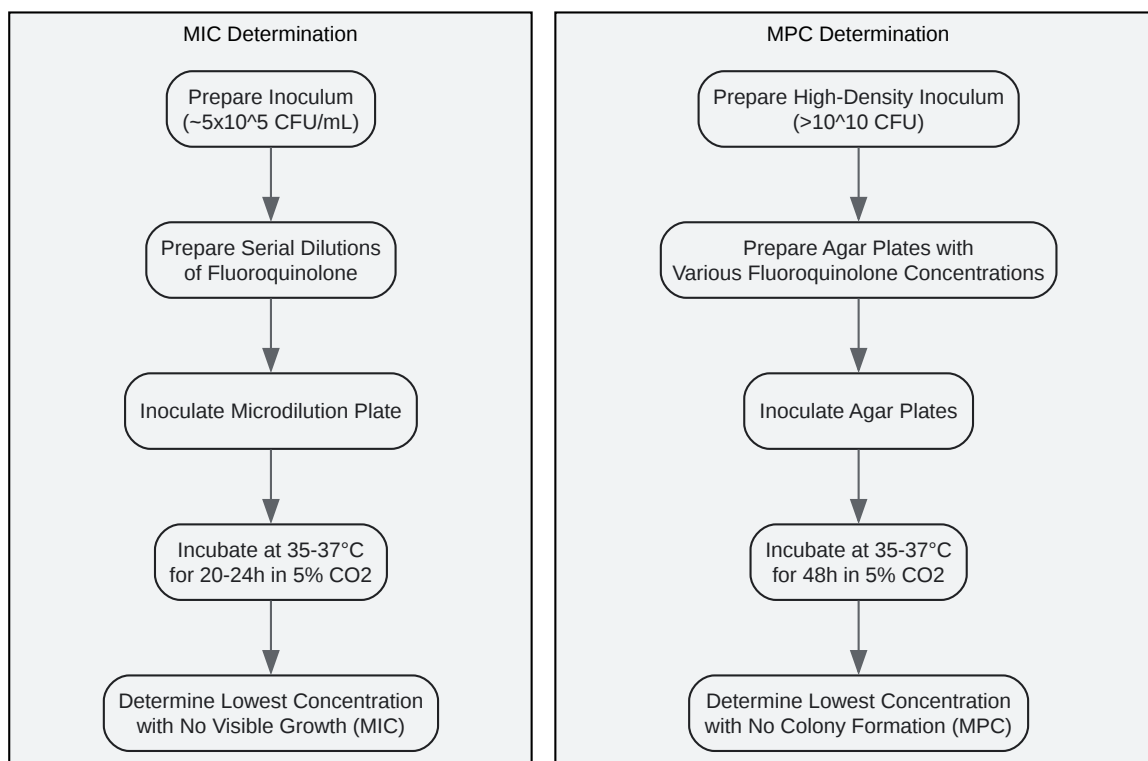 MIC Determination
Prepare Inoculum
(~5x10^5 CFU/mL)
Prepare Serial Dilutions
of Fluoroquinolone
Inoculate Microdilution Plate
Incubate at 35-37°C
for 20-24h in 5% CO2
Determine Lowest Concentration
with No Visible Growth (MIC)
MPC Determination
Prepare High-Density Inoculum
(>10^10 CFU)
Prepare Agar Plates with
Various Fluoroquinolone Concentrations
Inoculate Agar Plates
Incubate at 35-37°C
for 48h in 5% CO2
Determine Lowest Concentration
with No Colony Formation (MPC)